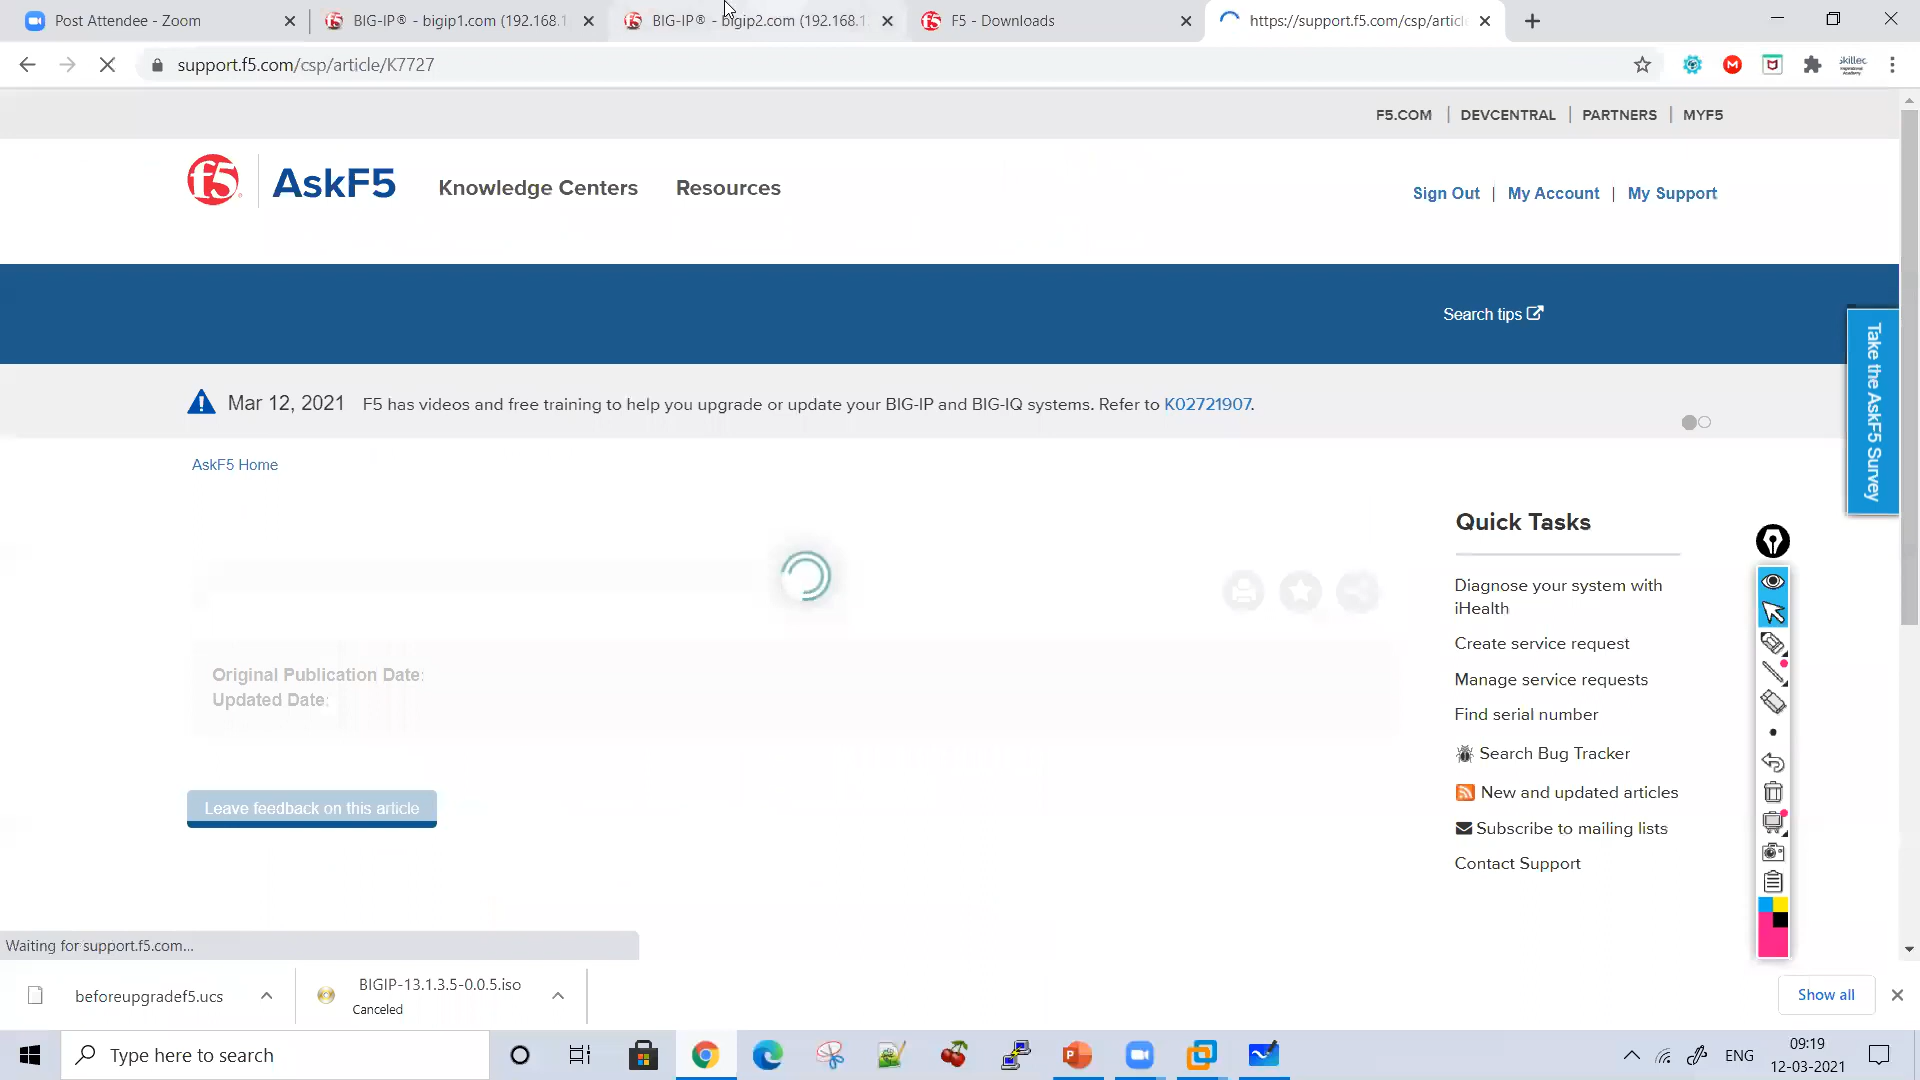 Post Attendee - Zoom
BIG-IP® - bigip1.com (192.168.1
BIG-IP® - bigip2.com (192.168.1
F5 - Downloads
https://support.f5.com/csp/articl
support.f5.com/csp/article/K7727
F5.COM | DEVCENTRAL | PARTNERS | MYF5
f5 AskF5 Knowledge Centers Resources
Sign Out | My Account | My Support
Search tips
Take the AskF5 Survey
Mar 12, 2021 F5 has videos and free training to help you upgrade or update your BIG-IP and BIG-IQ systems. Refer to K02721907.
AskF5 Home
Original Publication Date:
Updated Date:
Leave feedback on this article
Quick Tasks
Diagnose your system with
iHealth
Create service request
Manage service requests
Find serial number
Search Bug Tracker
New and updated articles
Subscribe to mailing lists
Contact Support
Waiting for support.f5.com...
beforeupgradef5.ucs
BIGIP-13.1.3.5-0.0.5.iso
Canceled
Show all
Type here to search
ENG
09:19
12-03-2021